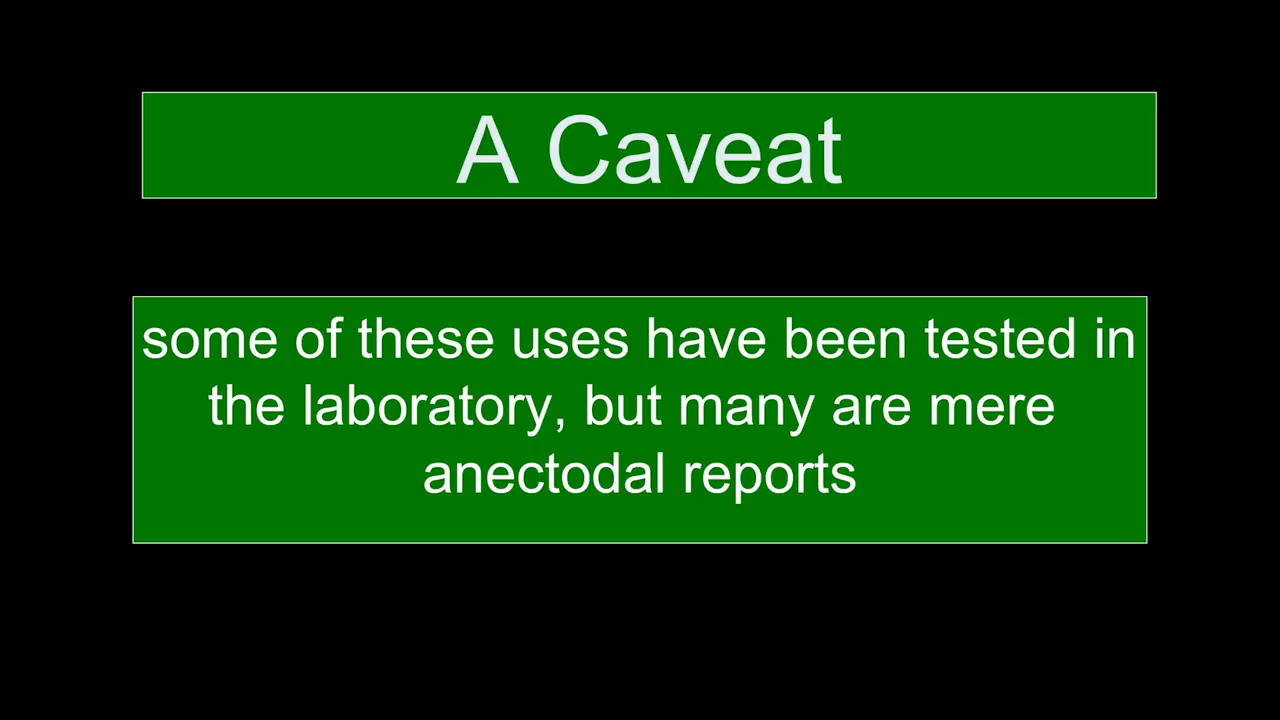 A Caveat
some of these uses have been tested in
the laboratory, but many are mere
anectodal reports